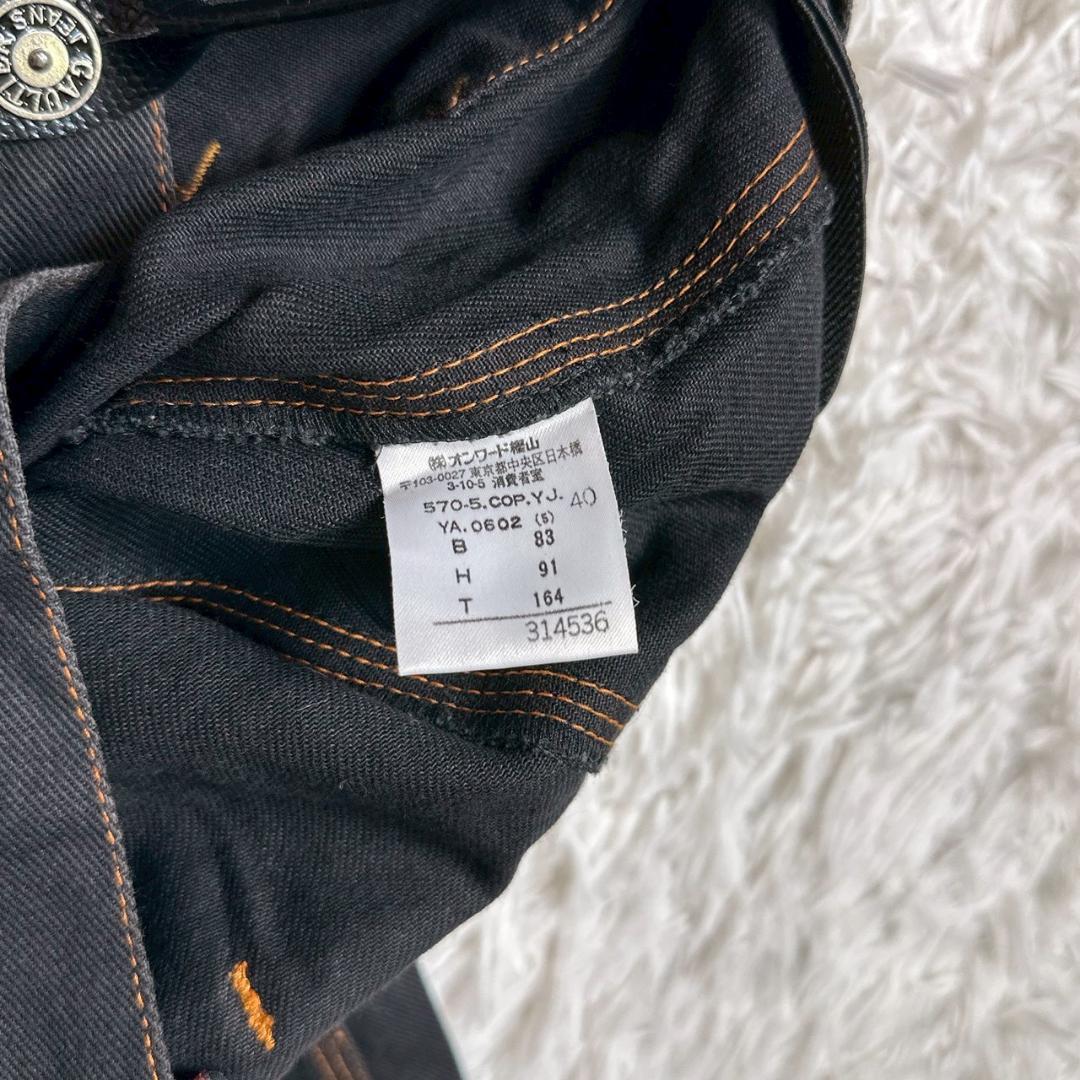 GAULTIER JEAN'S
(株)オンワード樫山
〒103-0027 東京都中央区日本橋
3-10-5 消費者室
570-5.COP.YJ. 40
YA.0602 (5)
B 83
H 91
T 164
314536